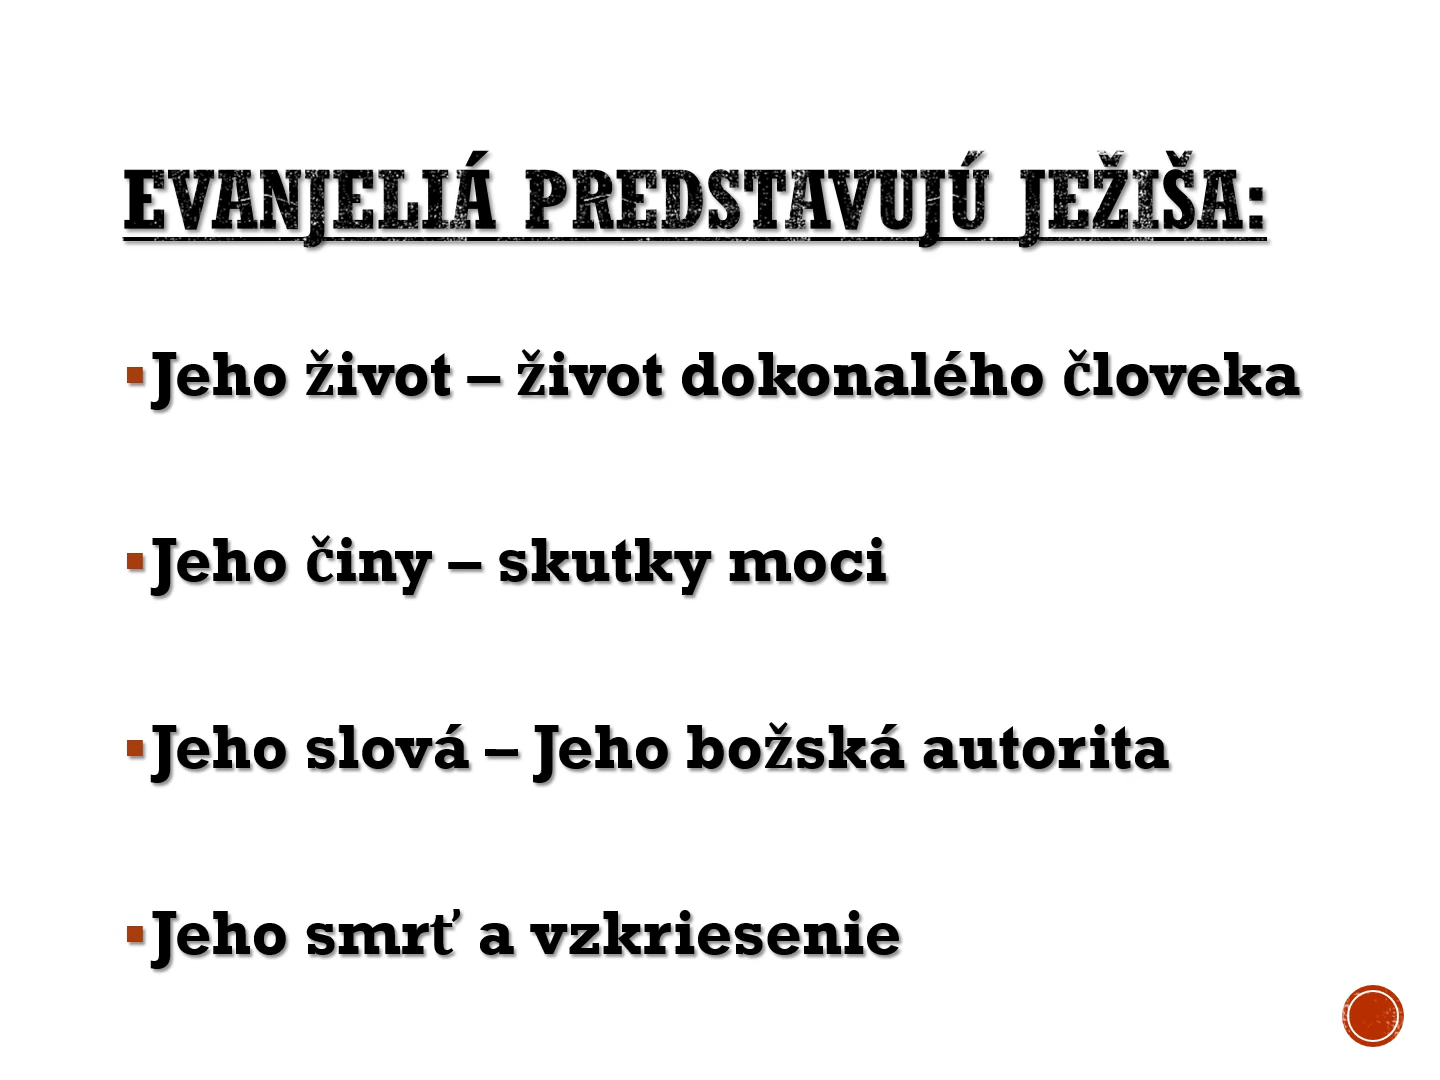 EVANJELIÁ PREDSTAVUJÚ JEŽIŠA:
▪Jeho život – život dokonalého človeka
▪Jeho činy – skutky moci
▪Jeho slová – Jeho božská autorita
▪Jeho smrť a vzkriesenie